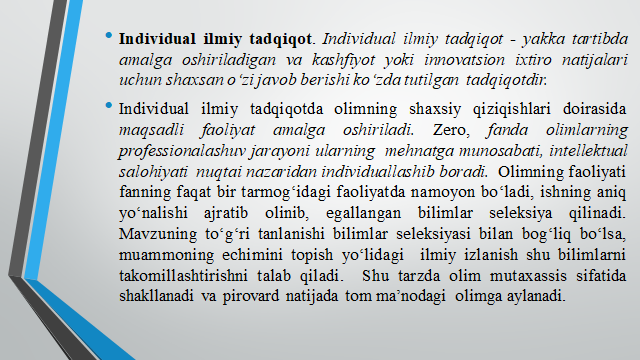 Individual ilmiy tadqiqot. Individual ilmiy tadqiqot - yakka tartibda
amalga oshiriladigan va kashfiyot yoki innovatsion ixtiro natijalari
uchun shaxsan o‘zi javob berishi ko‘zda tutilgan tadqiqotdir.
Individual ilmiy tadqiqotda olimning shaxsiy qiziqishlari doirasida
maqsadli faoliyat amalga oshiriladi. Zero, fanda olimlarning
professionalashuv jarayoni ularning mehnatga munosabati, intellektual
salohiyati nuqtai nazaridan individuallashib boradi. Olimning faoliyati
fanning faqat bir tarmog‘idagi faoliyatda namoyon bo‘ladi, ishning aniq
yo‘nalishi ajratib olinib, egallangan bilimlar seleksiya qilinadi.
Mavzuning to‘g‘ri tanlanishi bilimlar seleksiyasi bilan bog‘liq bo‘lsa,
muammoning echimini topish yo‘lidagi ilmiy izlanish shu bilimlarni
takomillashtirishni talab qiladi. Shu tarzda olim mutaxassis sifatida
shakllanadi va pirovard natijada tom ma’nodagi olimga aylanadi.